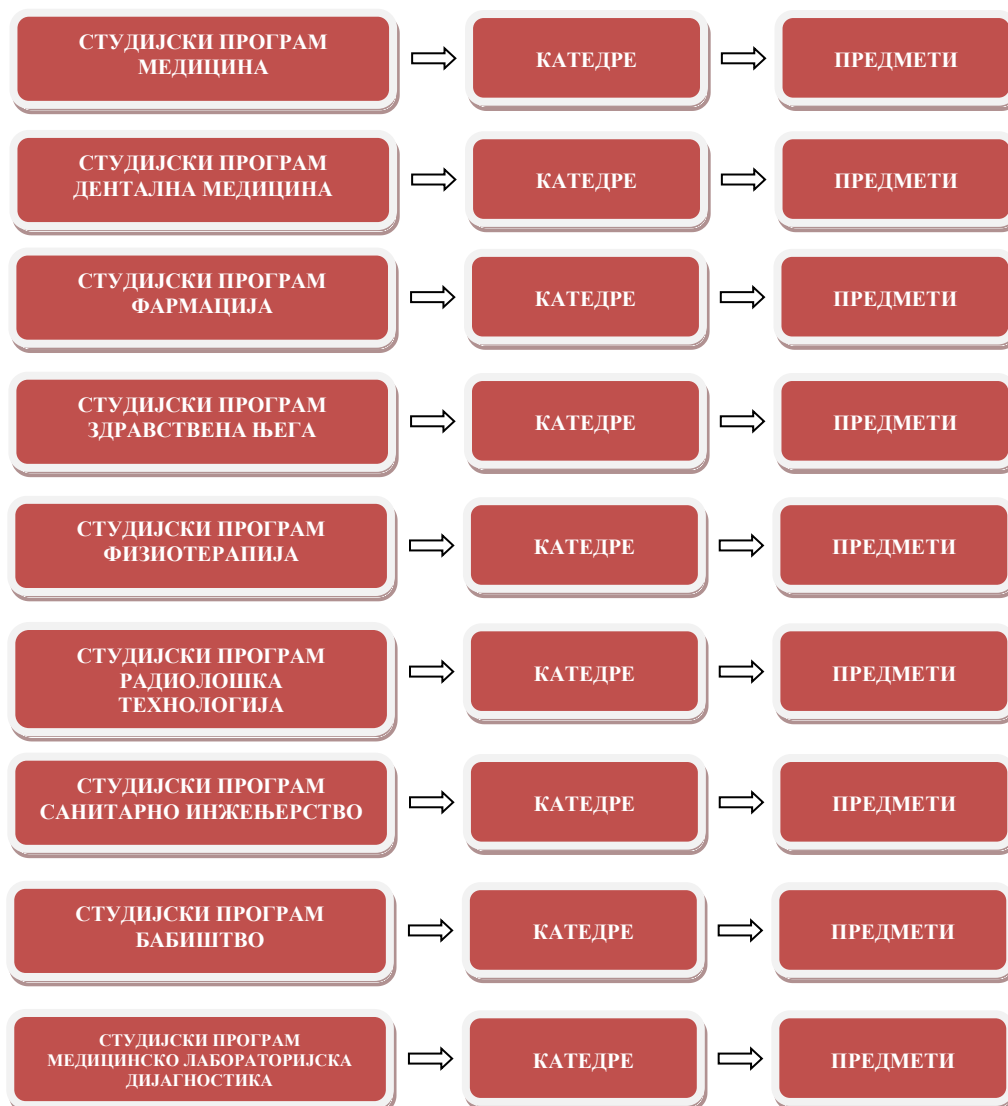 СТУДИЈСКИ ПРОГРАМ
МЕДИЦИНА
КАТЕДРЕ
ПРЕДМЕТИ
СТУДИЈСКИ ПРОГРАМ
ДЕНТАЛНА МЕДИЦИНА
КАТЕДРЕ
ПРЕДМЕТИ
СТУДИЈСКИ ПРОГРАМ
ФАРМАЦИЈА
КАТЕДРЕ
ПРЕДМЕТИ
СТУДИЈСКИ ПРОГРАМ
ЗДРАВСТВЕНА ЊЕГА
КАТЕДРЕ
ПРЕДМЕТИ
СТУДИЈСКИ ПРОГРАМ
ФИЗИОТЕРАПИЈА
КАТЕДРЕ
ПРЕДМЕТИ
СТУДИЈСКИ ПРОГРАМ
РАДИОЛОШКА
ТЕХНОЛОГИЈА
КАТЕДРЕ
ПРЕДМЕТИ
СТУДИЈСКИ ПРОГРАМ
САНИТАРНО ИНЖЕЊЕРСТВО
КАТЕДРЕ
ПРЕДМЕТИ
СТУДИЈСКИ ПРОГРАМ
БАБИШТВО
КАТЕДРЕ
ПРЕДМЕТИ
СТУДИЈСКИ ПРОГРАМ
МЕДИЦИНСКО ЛАБОРАТОРИЈСКА
ДИЈАГНОСТИКА
КАТЕДРЕ
ПРЕДМЕТИ